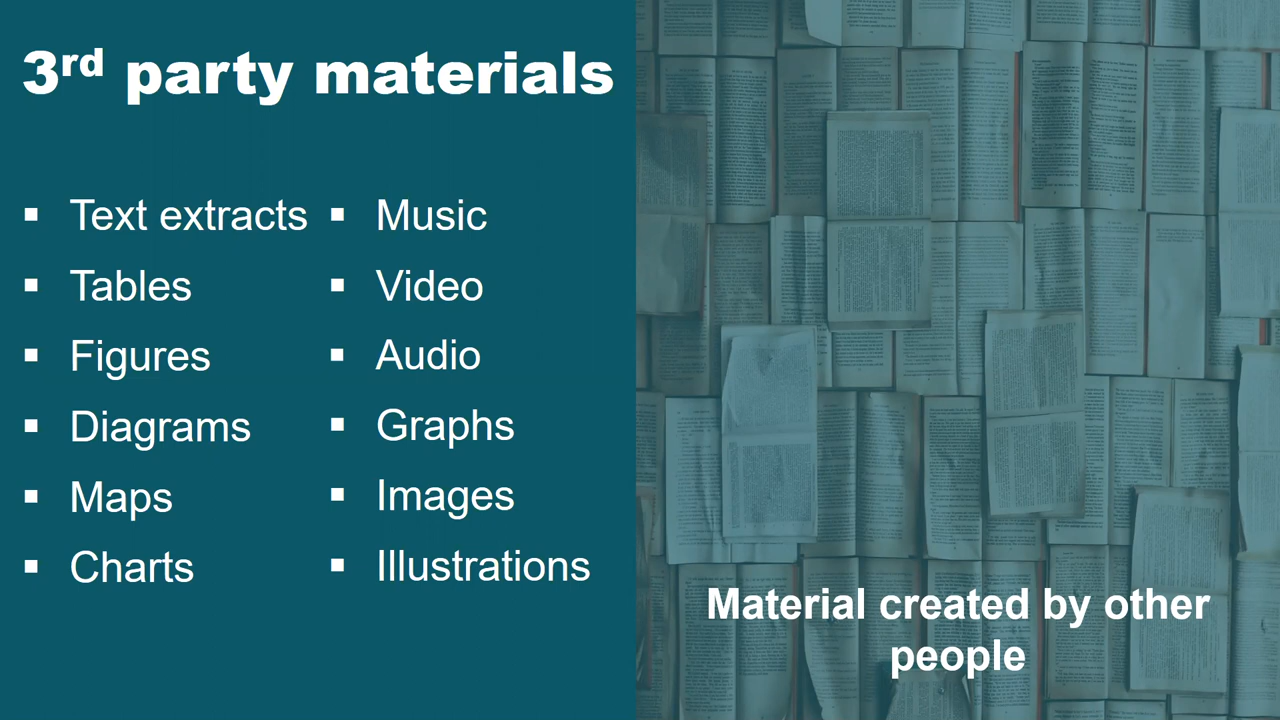 3rd party materials
▪ Text extracts
▪ Tables
▪ Figures
▪ Diagrams
▪ Maps
▪ Charts
▪ Music
▪ Video
▪ Audio
▪ Graphs
▪ Images
▪ Illustrations
Material created by other
people